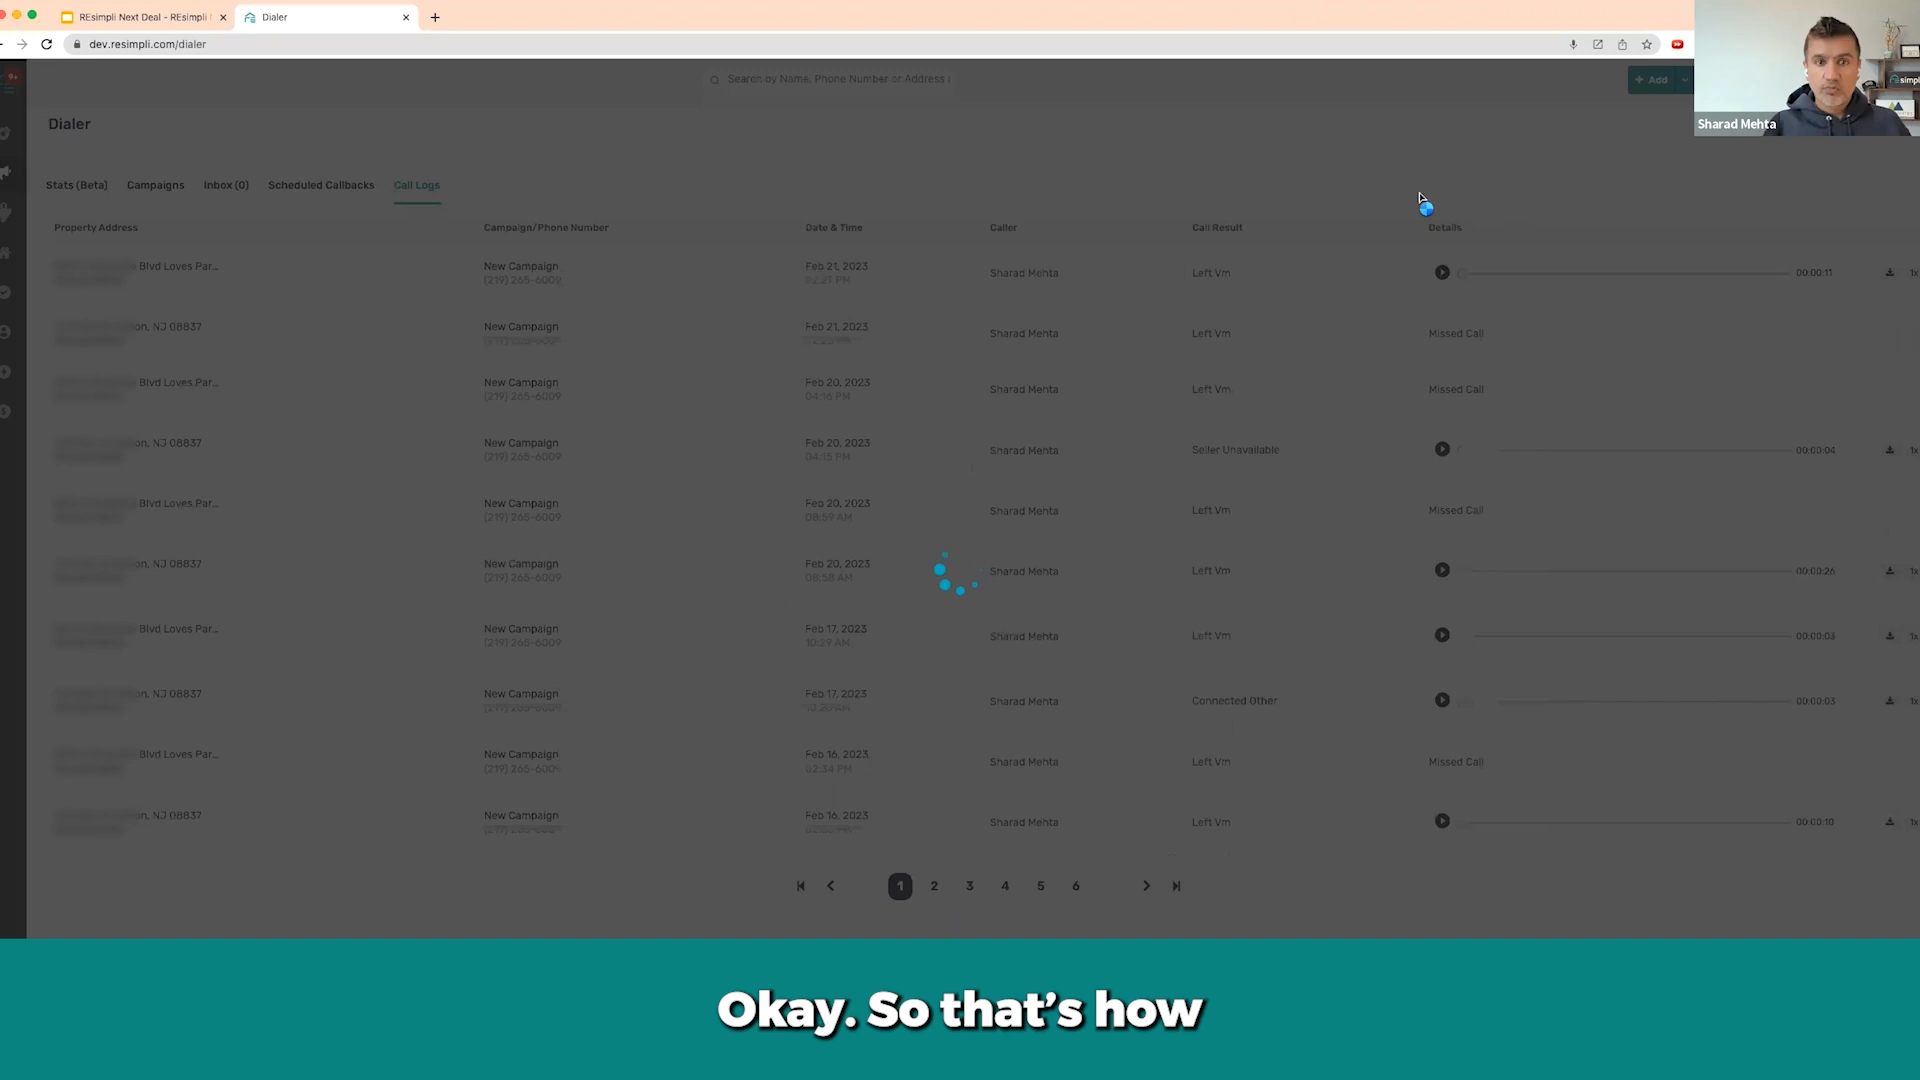 REsimpli Next Deal - REsimpli
Dialer
dev.resimpli.com/dialer
9+
Search by Name, Phone Number or Address
+ Add
simpli
Sharad Mehta
Dialer
Stats (Beta) Campaigns Inbox (0) Scheduled Callbacks Call Logs
Property Address Campaign/Phone Number Date & Time Caller Call Result Details
Blvd Loves Par... New Campaign Feb 21, 2023 Sharad Mehta Left Vm 00:00:11 1x
(219) 265-6009 02:21 PM
on, NJ 08837 New Campaign Feb 21, 2023 Sharad Mehta Left Vm Missed Call
Blvd Loves Par... New Campaign Feb 20, 2023 Sharad Mehta Left Vm Missed Call
(219) 265-6009 04:16 PM
on, NJ 08837 New Campaign Feb 20, 2023 Sharad Mehta Seller Unavailable 00:00:04 1x
(219) 265-6009 04:15 PM
Blvd Loves Par... New Campaign Feb 20, 2023 Sharad Mehta Left Vm Missed Call
(219) 265-6009 08:59 AM
on, NJ 08837 New Campaign Feb 20, 2023 Sharad Mehta Left Vm 00:00:26 1x
(219) 265-6009 08:58 AM
Blvd Loves Par... New Campaign Feb 17, 2023 Sharad Mehta Left Vm 00:00:03 1x
(219) 265-6009 10:29 AM
on, NJ 08837 New Campaign Feb 17, 2023 Sharad Mehta Connected Other 00:00:03 1x
Blvd Loves Par... New Campaign Feb 16, 2023 Sharad Mehta Left Vm Missed Call
02:34 PM
on, NJ 08837 New Campaign Feb 16, 2023 Sharad Mehta Left Vm 00:00:10 1x
1 2 3 4 5 6
Okay. So that's how